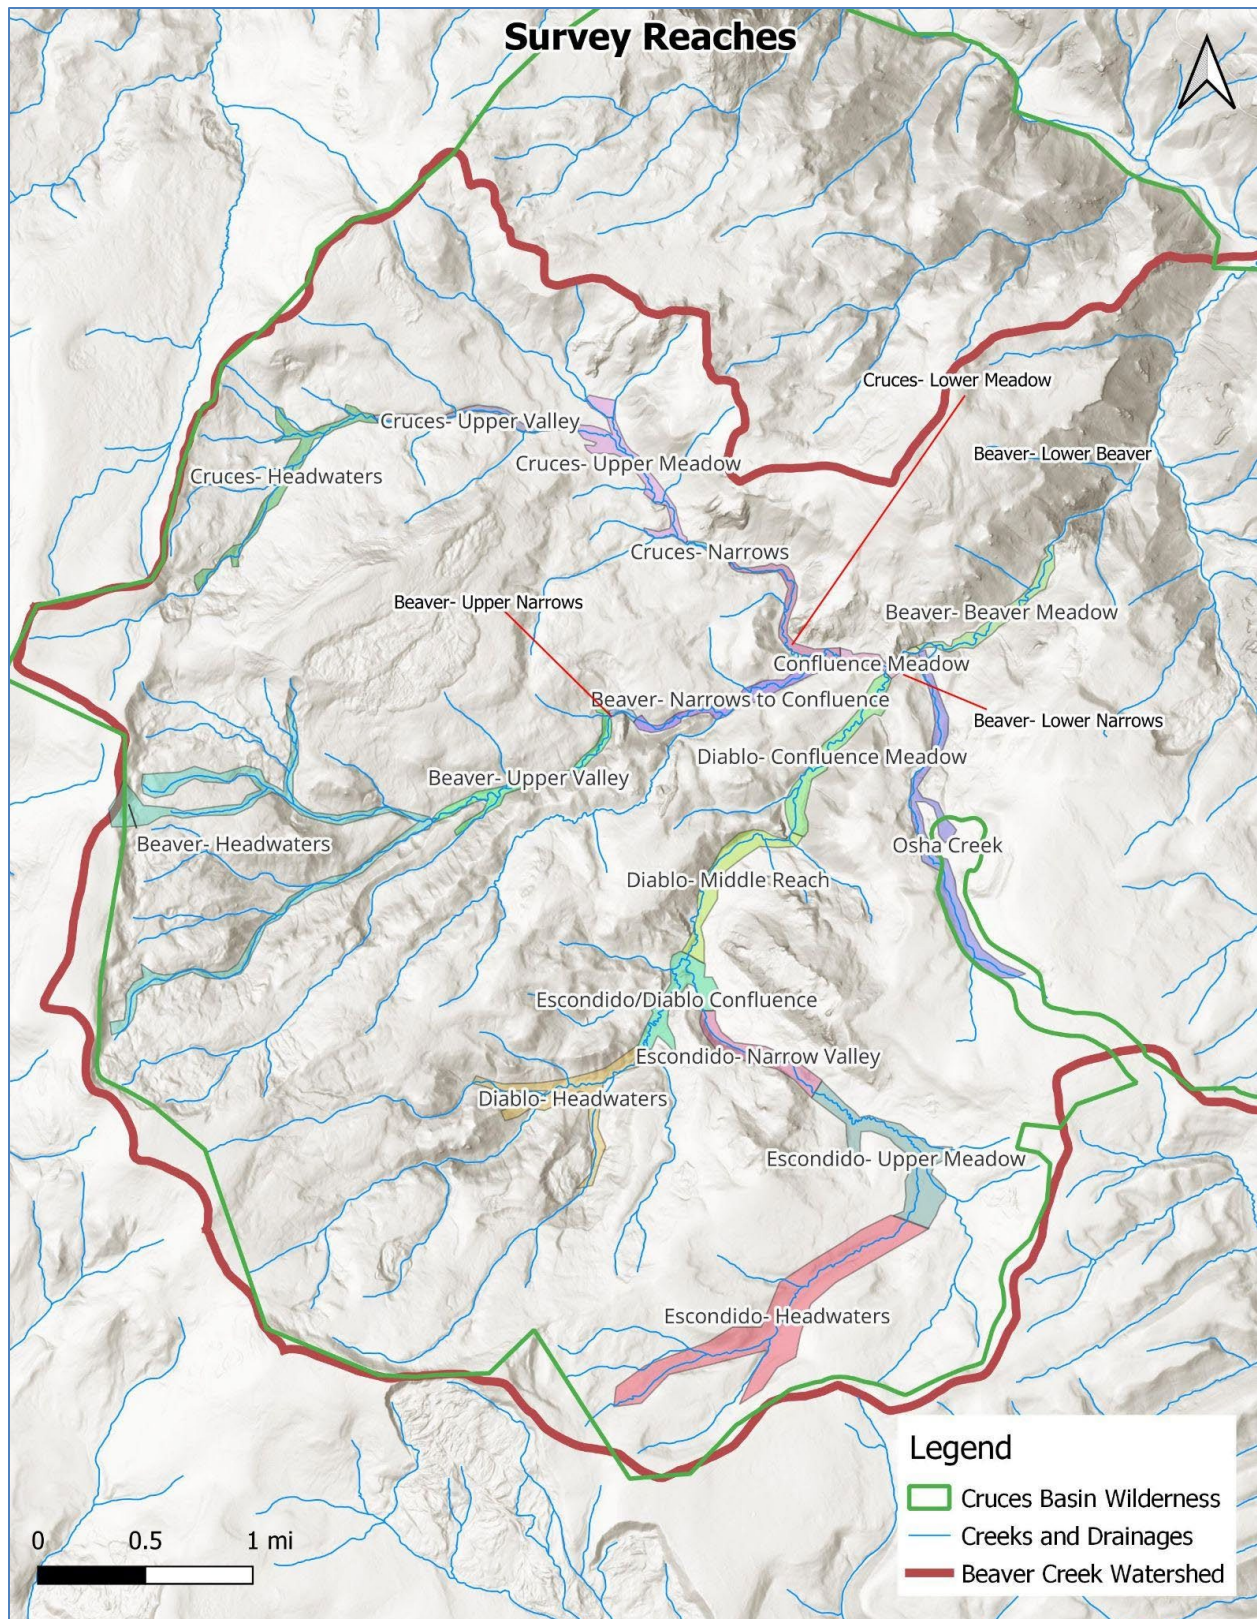 Survey Reaches
Cruces- Lower Meadow
Cruces- Upper Valley
Beaver- Lower Beaver
Cruces- Upper Meadow
Cruces- Headwaters
Cruces- Narrows
Beaver- Upper Narrows
Beaver- Beaver Meadow
Confluence Meadow
Beaver- Narrows to Confluence
Beaver- Lower Narrows
Diablo- Confluence Meadow
Beaver- Upper Valley
Beaver- Headwaters
Osha Creek
Diablo- Middle Reach
Escondido/Diablo Confluence
Escondido- Narrow Valley
Diablo- Headwaters
Escondido- Upper Meadow
Escondido- Headwaters
Legend
Cruces Basin Wilderness
Creeks and Drainages
Beaver Creek Watershed
0 0.5 1 mi